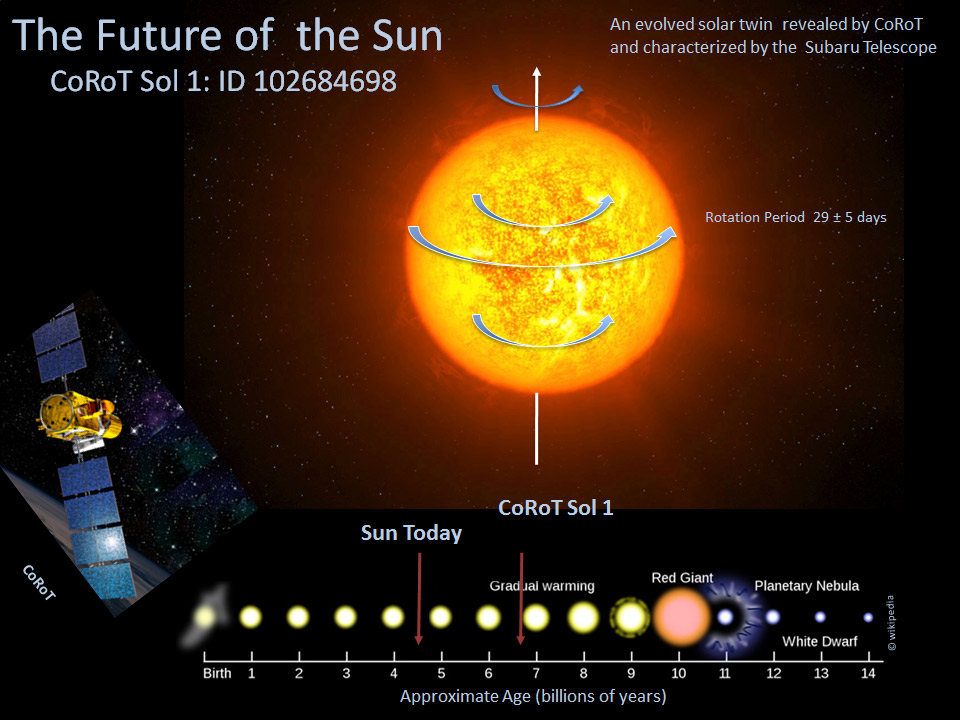 The Future of the Sun
CoRoT Sol 1: ID 102684698
An evolved solar twin revealed by CoRoT
and characterized by the Subaru Telescope
Rotation Period 29 ± 5 days
CoRoT
CoRoT Sol 1
Sun Today
Gradual warming
Red Giant
Planetary Nebula
White Dwarf
© wikipedia
Birth 1 2 3 4 5 6 7 8 9 10 11 12 13 14
Approximate Age (billions of years)